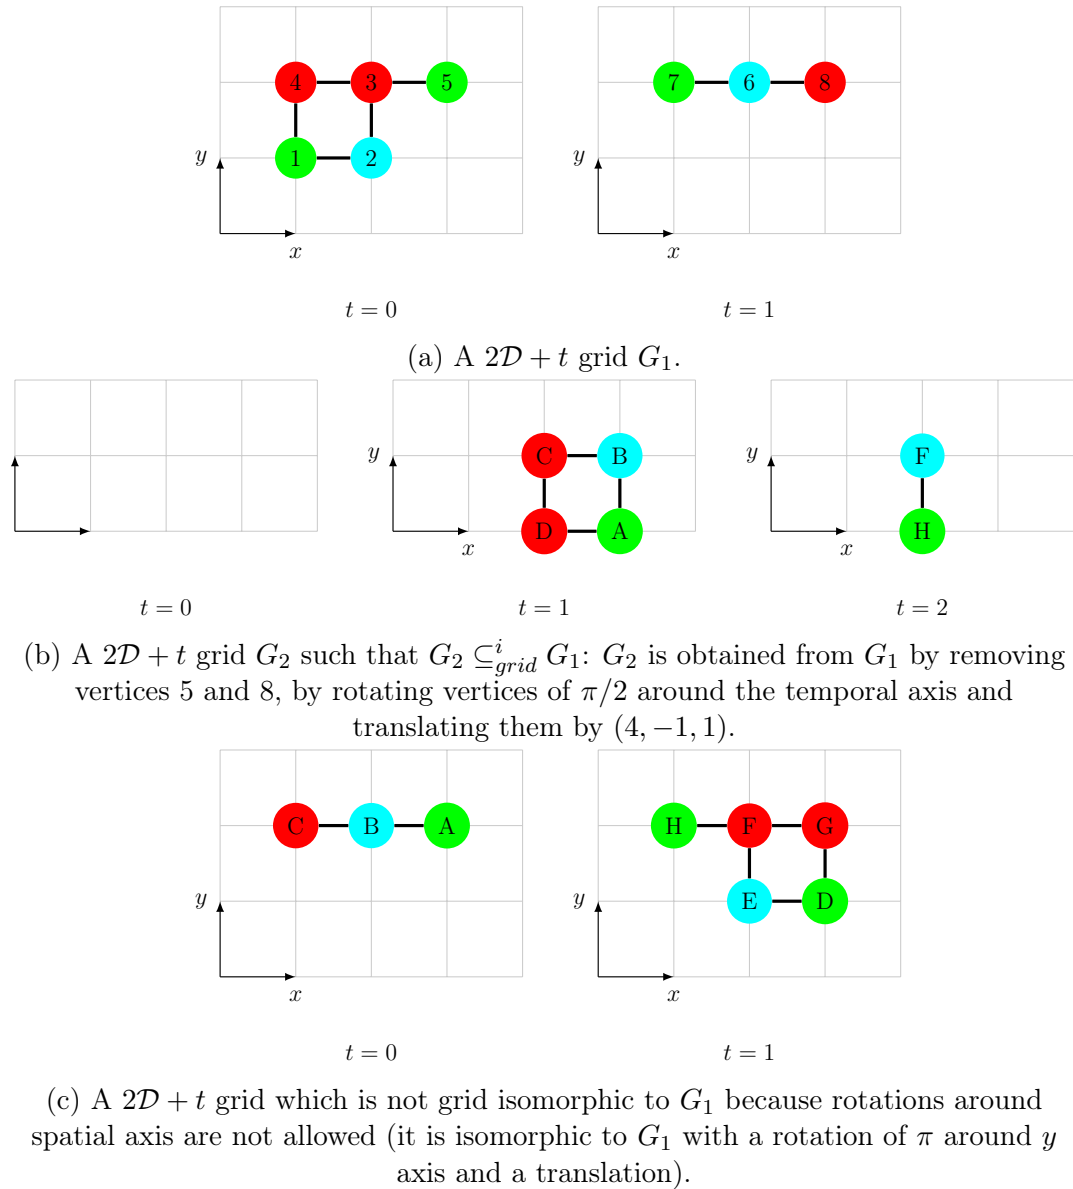 4 3 5 7 6 8
y 1 2 y
x x
t = 0 t = 1
(a) A 2𝒟 + t grid G₁.
y C B y F
D A H
x x
t = 0 t = 1 t = 2
(b) A 2𝒟 + t grid G₂ such that G₂ ⊆ⁱ_grid G₁: G₂ is obtained from G₁ by removing
vertices 5 and 8, by rotating vertices of π/2 around the temporal axis and
translating them by (4, −1, 1).
C B A H F G
y y E D
x x
t = 0 t = 1
(c) A 2𝒟 + t grid which is not grid isomorphic to G₁ because rotations around
spatial axis are not allowed (it is isomorphic to G₁ with a rotation of π around y
axis and a translation).